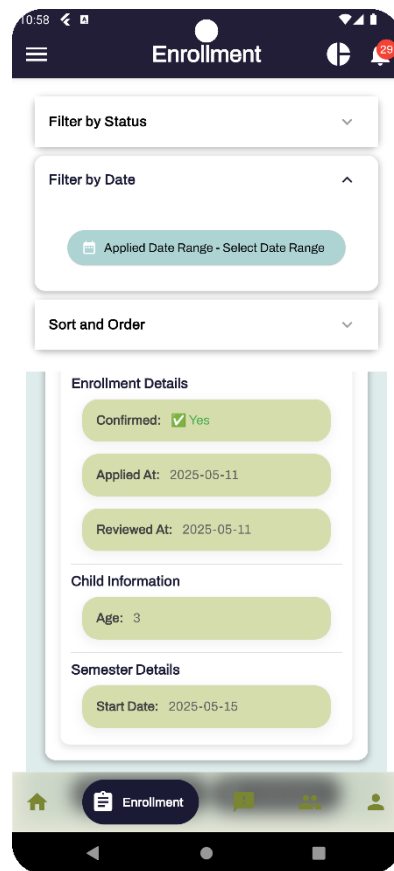 10:58
Enrollment
29
Filter by Status
Filter by Date
Applied Date Range - Select Date Range
Sort and Order
Enrollment Details
Confirmed: ✅ Yes
Applied At: 2025-05-11
Reviewed At: 2025-05-11
Child Information
Age: 3
Semester Details
Start Date: 2025-05-15
Enrollment